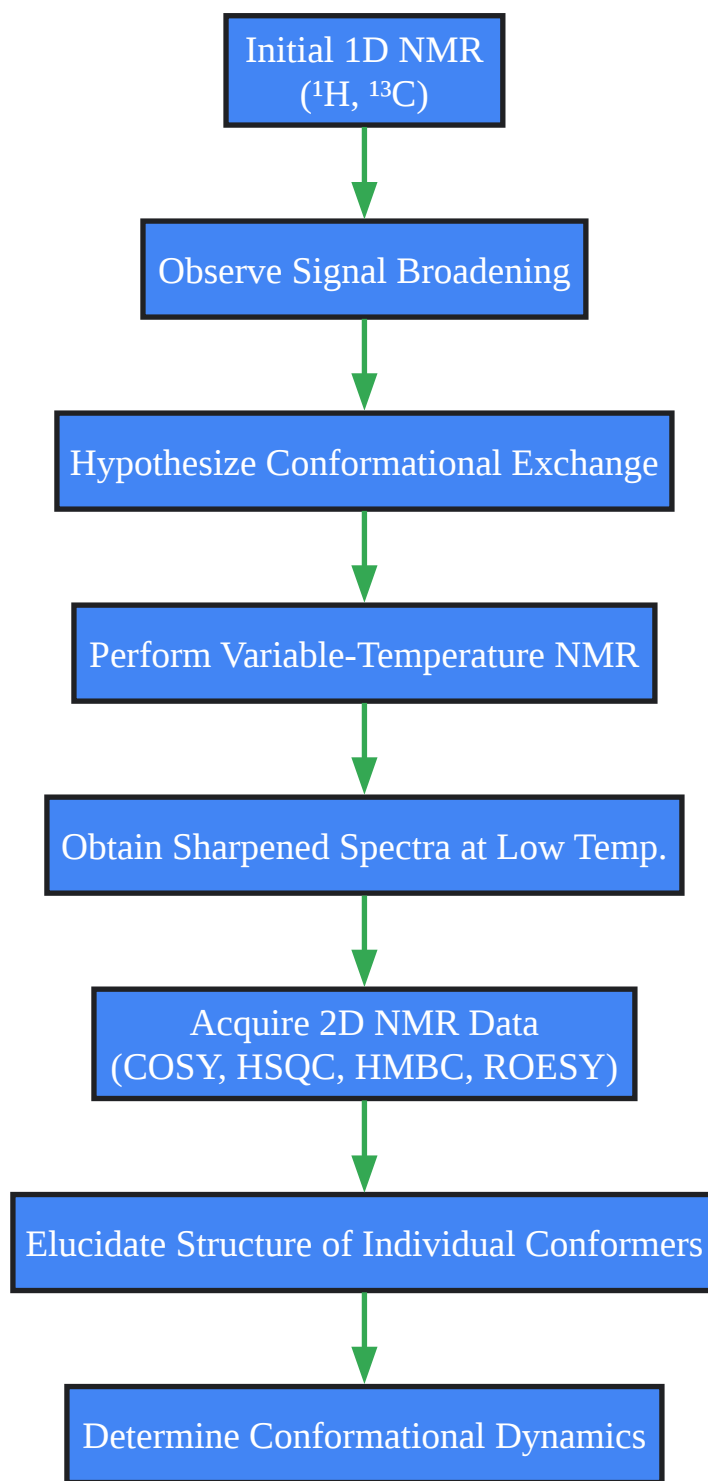 Initial 1D NMR
(¹H, ¹³C)
Observe Signal Broadening
Hypothesize Conformational Exchange
Perform Variable-Temperature NMR
Obtain Sharpened Spectra at Low Temp.
Acquire 2D NMR Data
(COSY, HSQC, HMBC, ROESY)
Elucidate Structure of Individual Conformers
Determine Conformational Dynamics